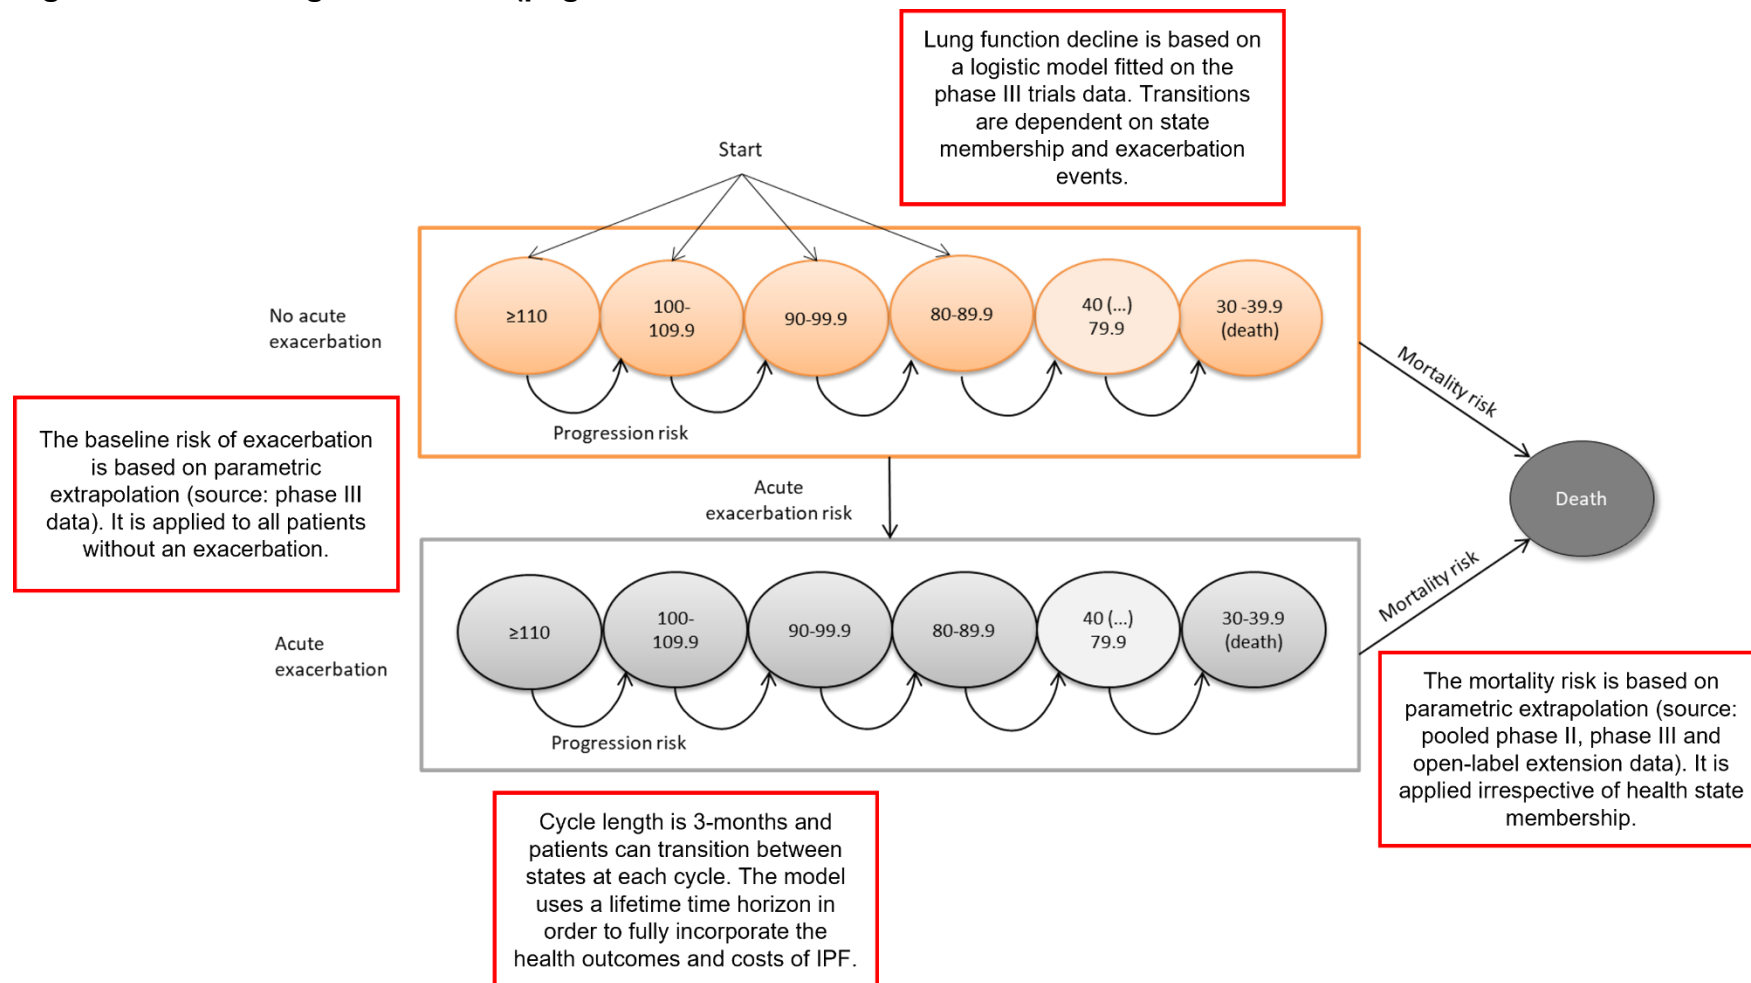 Lung function decline is based on
a logistic model fitted on the
phase III trials data. Transitions
are dependent on state
membership and exacerbation
events.
Start
No acute
exacerbation
≥110
100-
109.9
90-99.9
80-89.9
40 (...)
79.9
30 -39.9
(death)
Progression risk
Mortality risk
The baseline risk of exacerbation
is based on parametric
extrapolation (source: phase III
data). It is applied to all patients
without an exacerbation.
Acute
exacerbation risk
Death
Acute
exacerbation
≥110
100-
109.9
90-99.9
80-89.9
40 (...)
79.9
30-39.9
(death)
Progression risk
Mortality risk
The mortality risk is based on
parametric extrapolation (source:
pooled phase II, phase III and
open-label extension data). It is
applied irrespective of health state
membership.
Cycle length is 3-months and
patients can transition between
states at each cycle. The model
uses a lifetime time horizon in
order to fully incorporate the
health outcomes and costs of IPF.